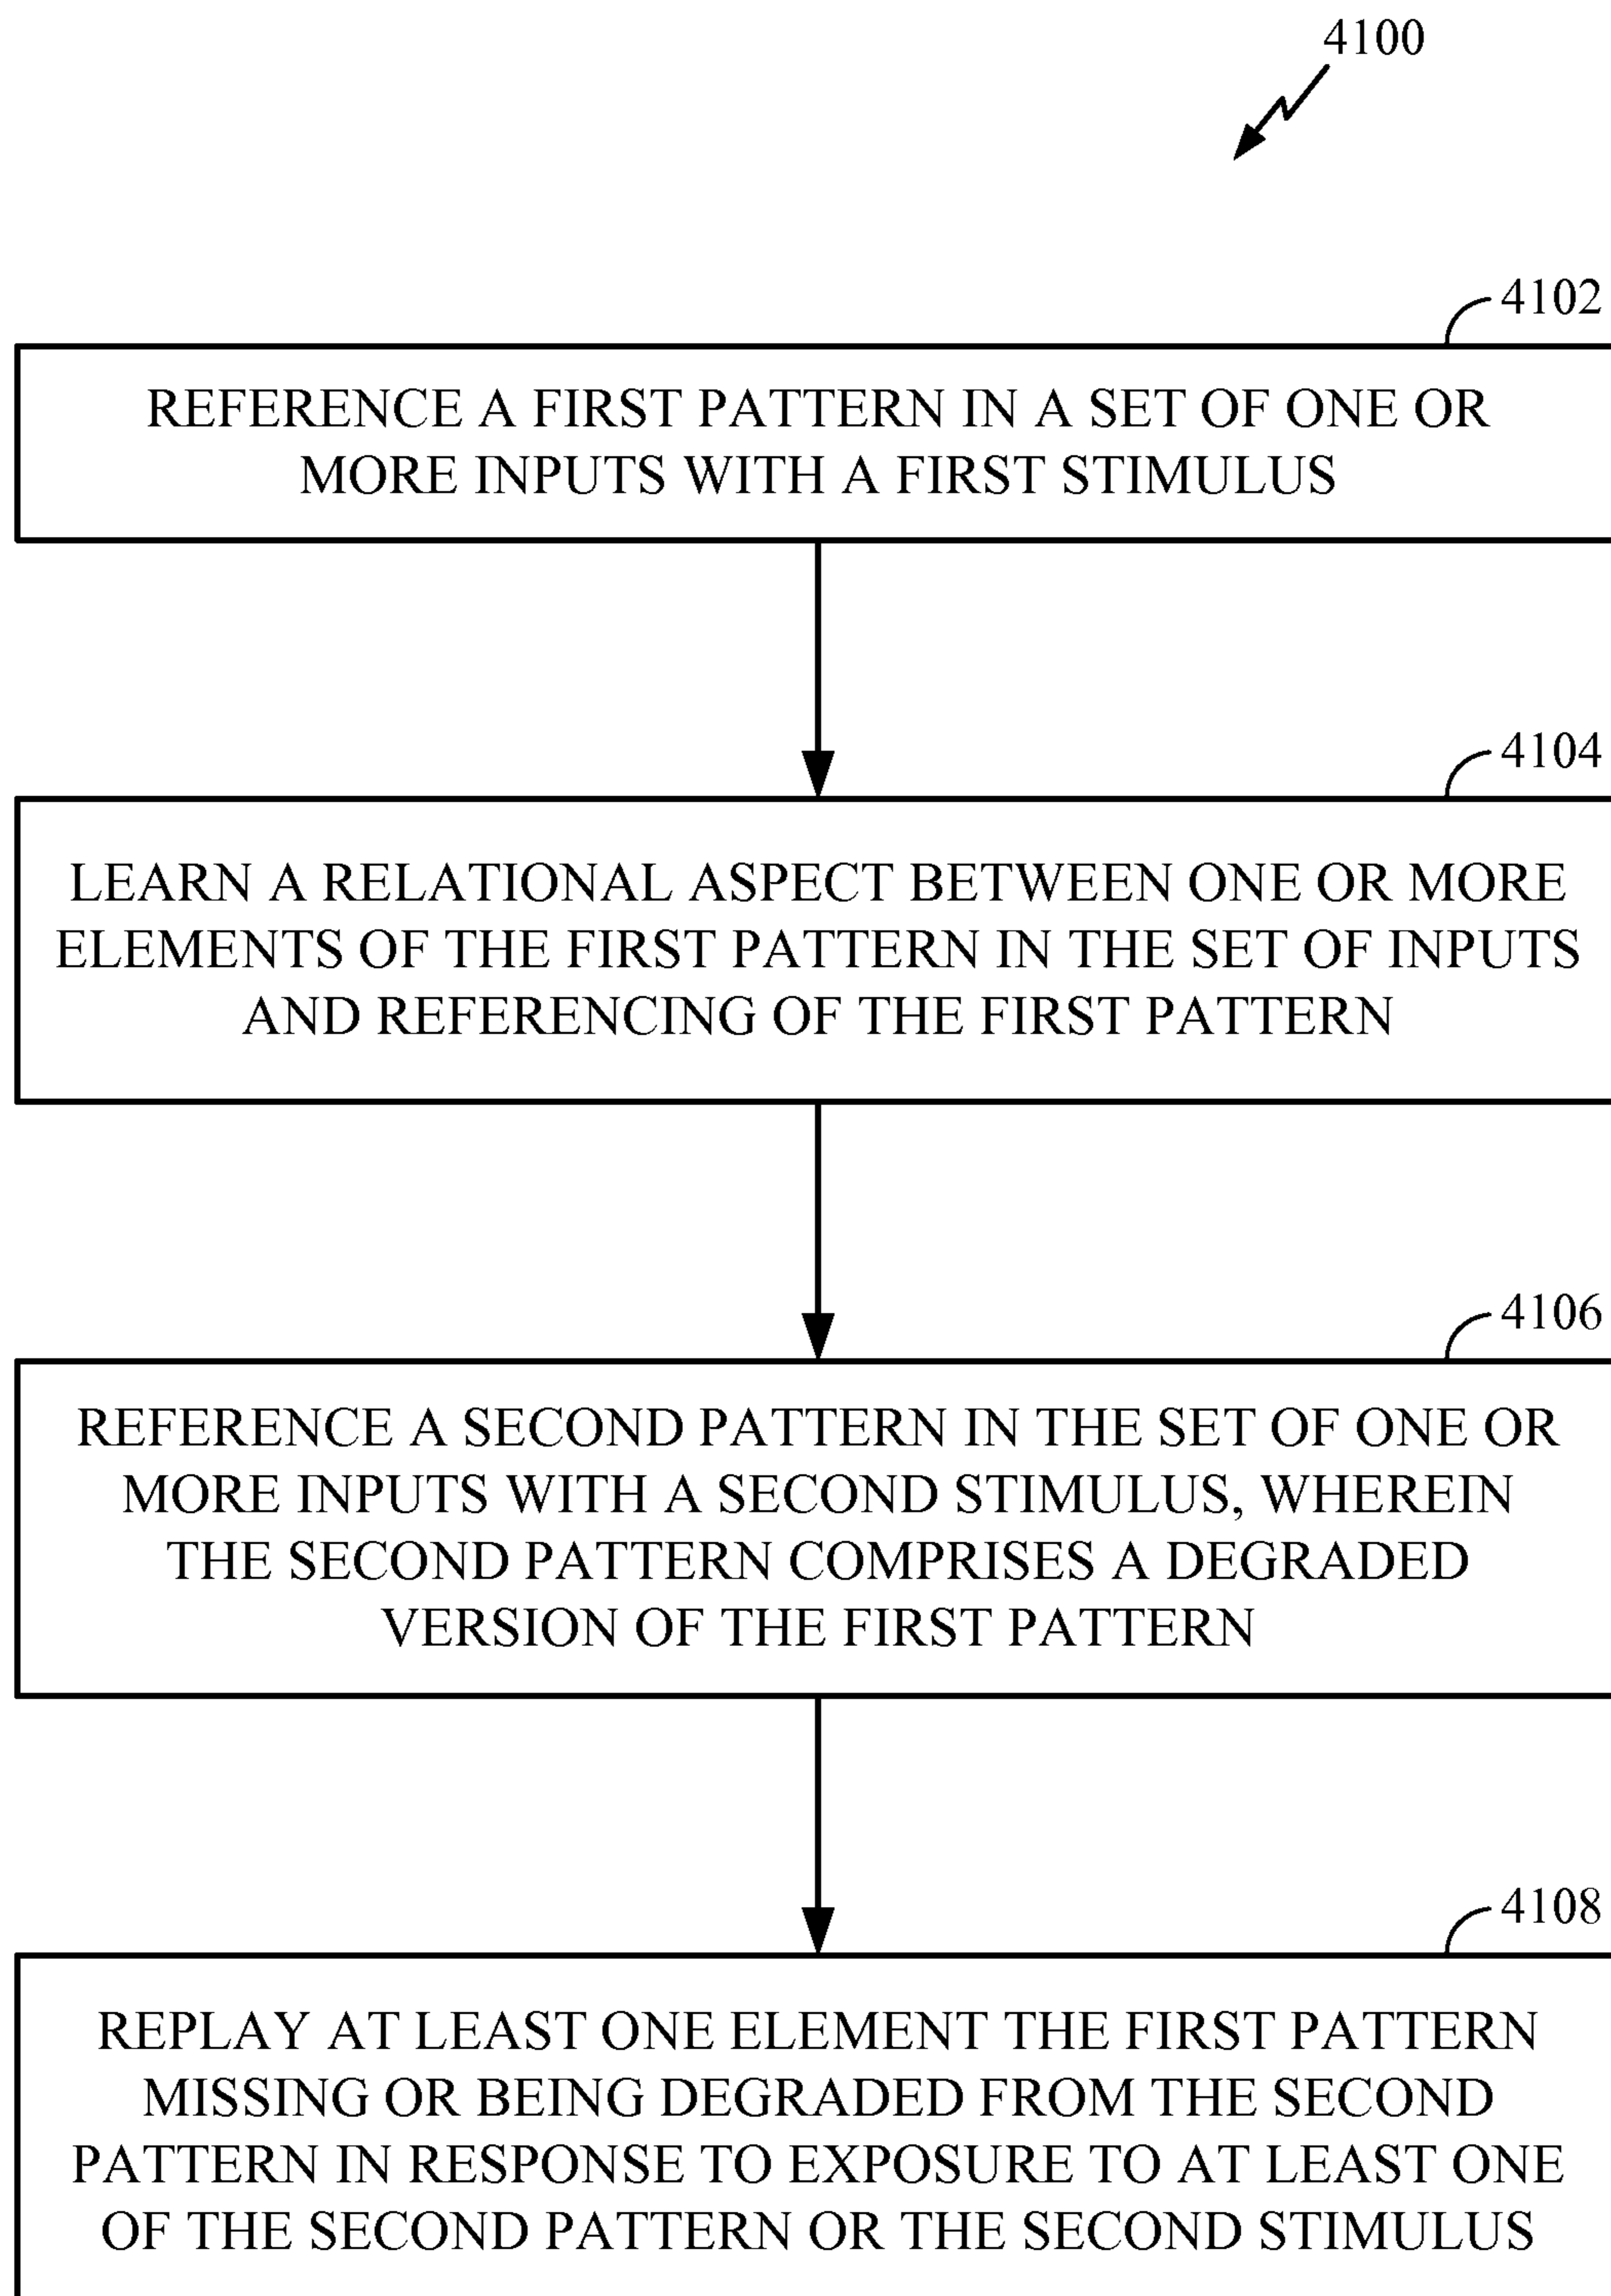 4100
4102
REFERENCE A FIRST PATTERN IN A SET OF ONE OR
MORE INPUTS WITH A FIRST STIMULUS
4104
LEARN A RELATIONAL ASPECT BETWEEN ONE OR MORE
ELEMENTS OF THE FIRST PATTERN IN THE SET OF INPUTS
AND REFERENCING OF THE FIRST PATTERN
4106
REFERENCE A SECOND PATTERN IN THE SET OF ONE OR
MORE INPUTS WITH A SECOND STIMULUS, WHEREIN
THE SECOND PATTERN COMPRISES A DEGRADED
VERSION OF THE FIRST PATTERN
4108
REPLAY AT LEAST ONE ELEMENT THE FIRST PATTERN
MISSING OR BEING DEGRADED FROM THE SECOND
PATTERN IN RESPONSE TO EXPOSURE TO AT LEAST ONE
OF THE SECOND PATTERN OR THE SECOND STIMULUS